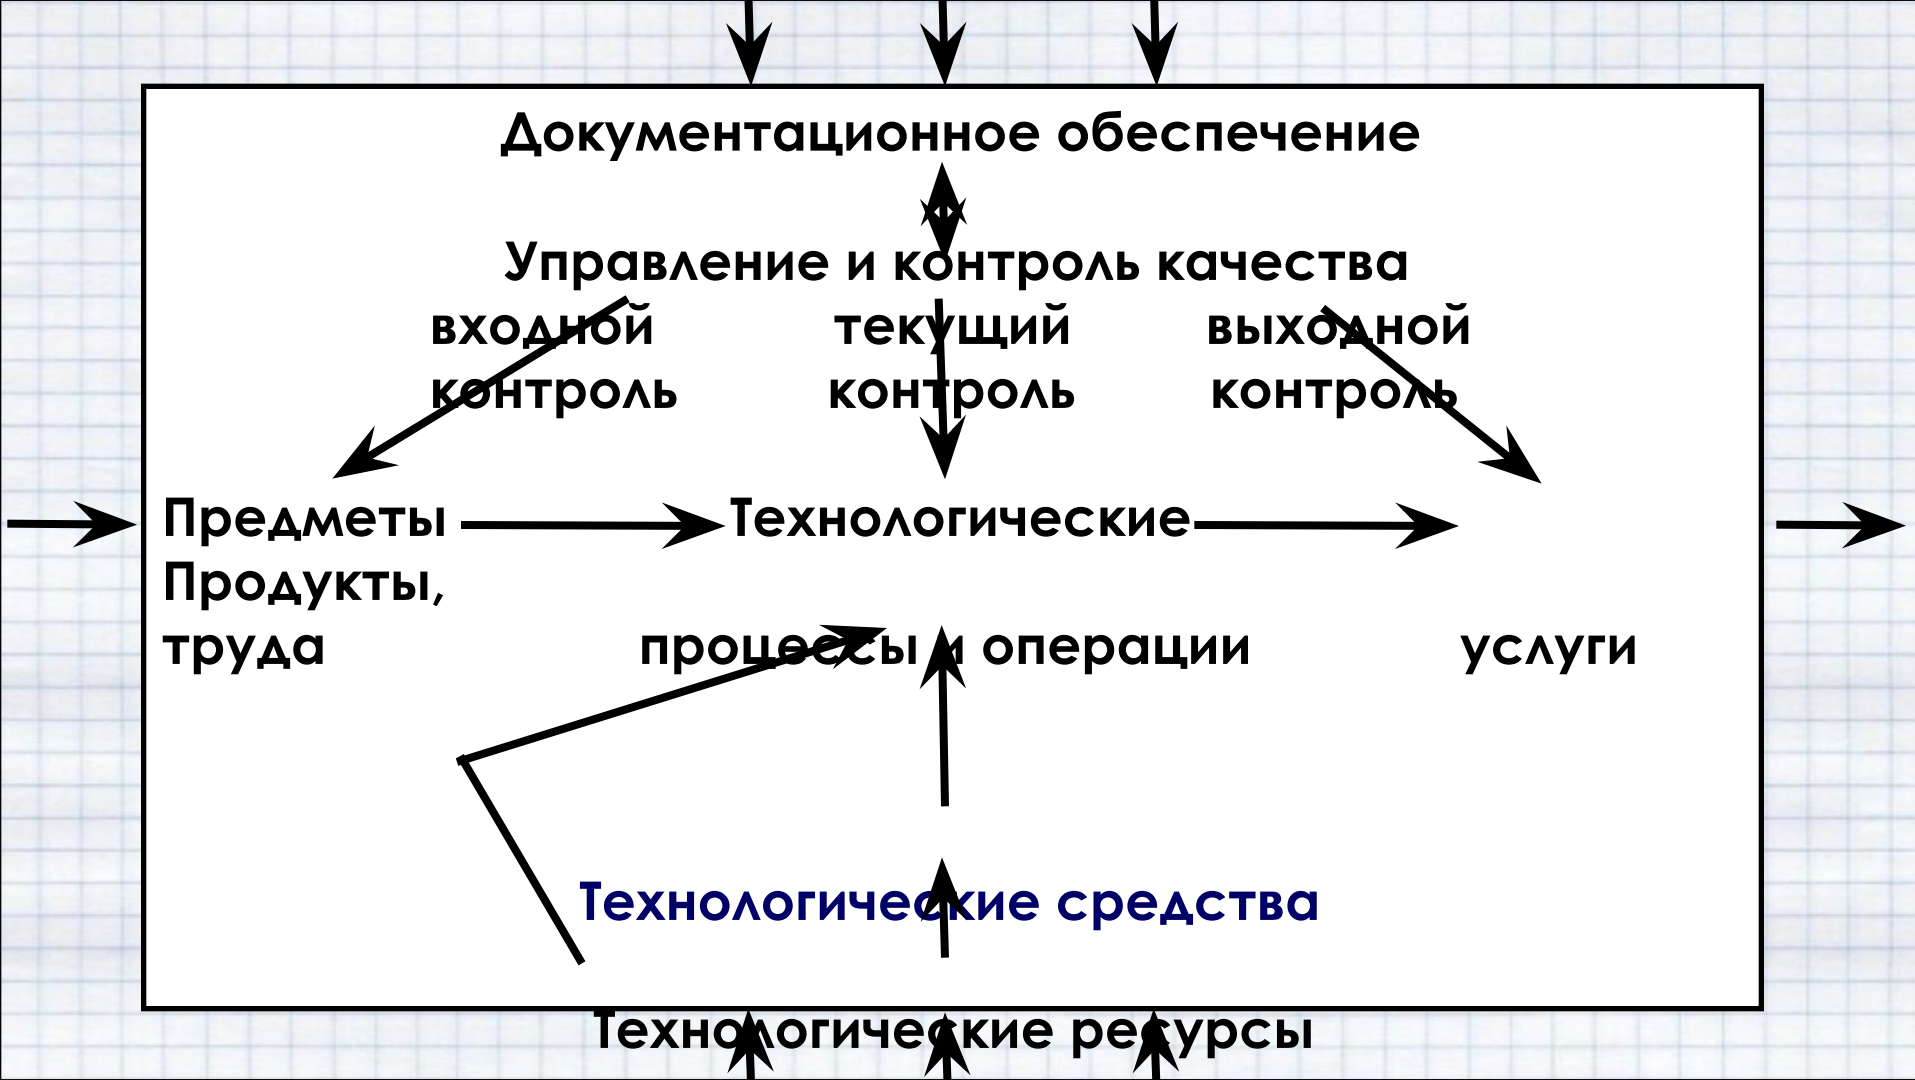 Документационное обеспечение
Управление и контроль качества
входной текущий выходной
контроль контроль контроль
Предметы Технологические
Продукты,
труда процессы и операции услуги
Технологические средства
Технологические ресурсы